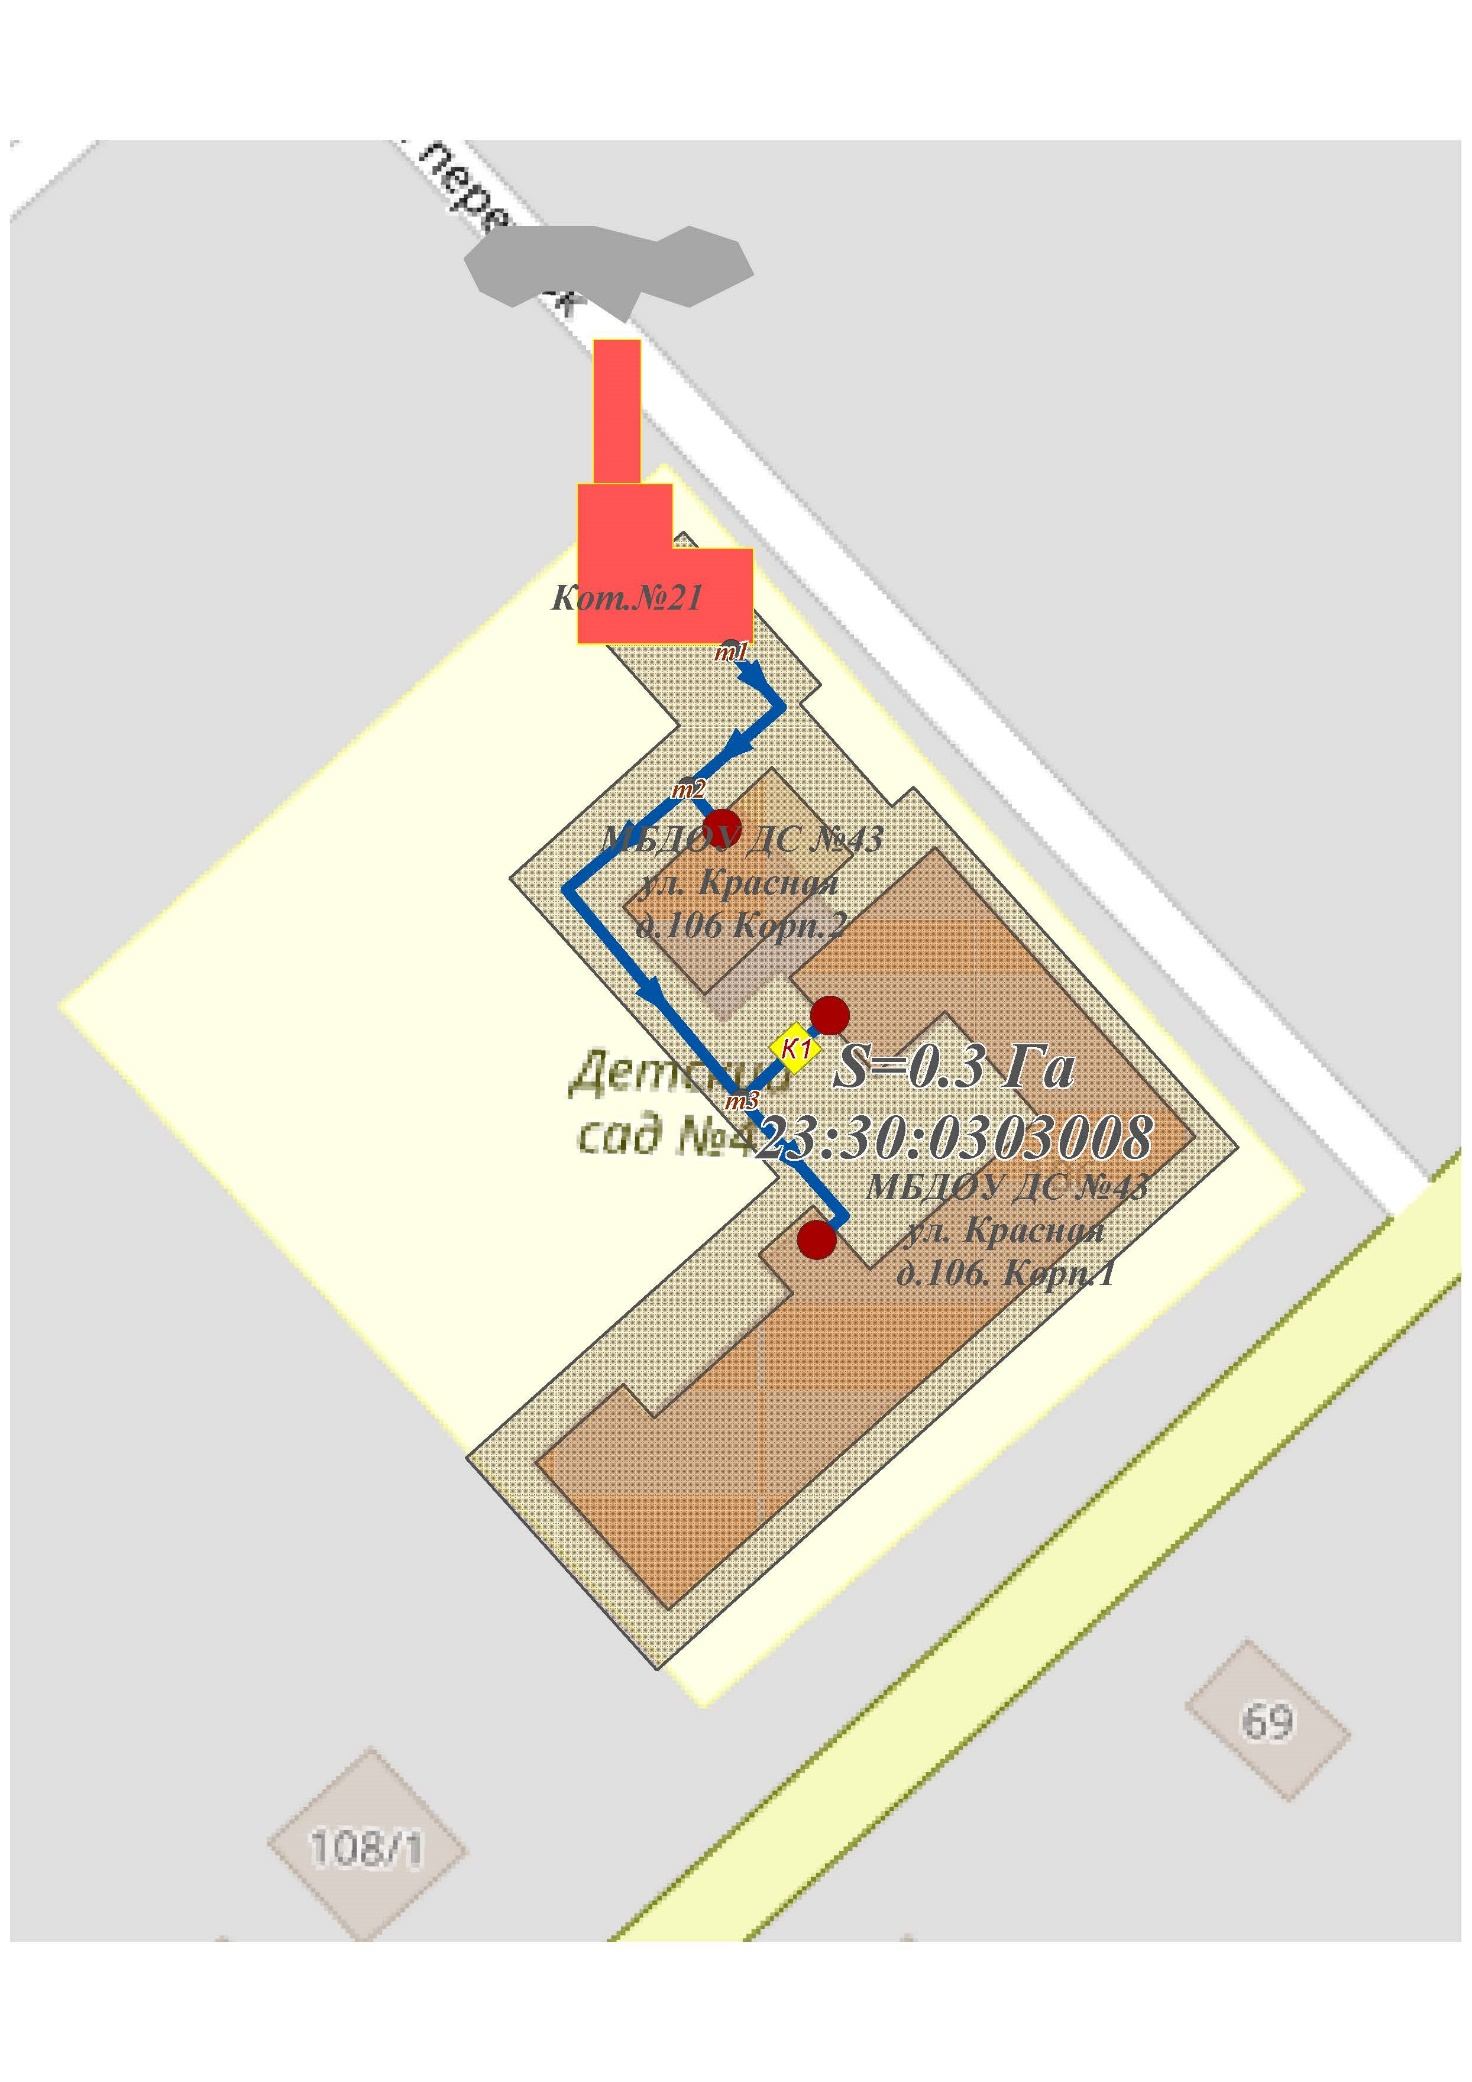 Кот.№21
т1
т2
МБДОУ ДС №43
ул. Красная
д.106 Корп.2
К1
S=0.3 Га
Детский
сад №4
т3
23:30:0303008
МБДОУ ДС №43
ул. Красная
д.106. Корп.1
69
108/1